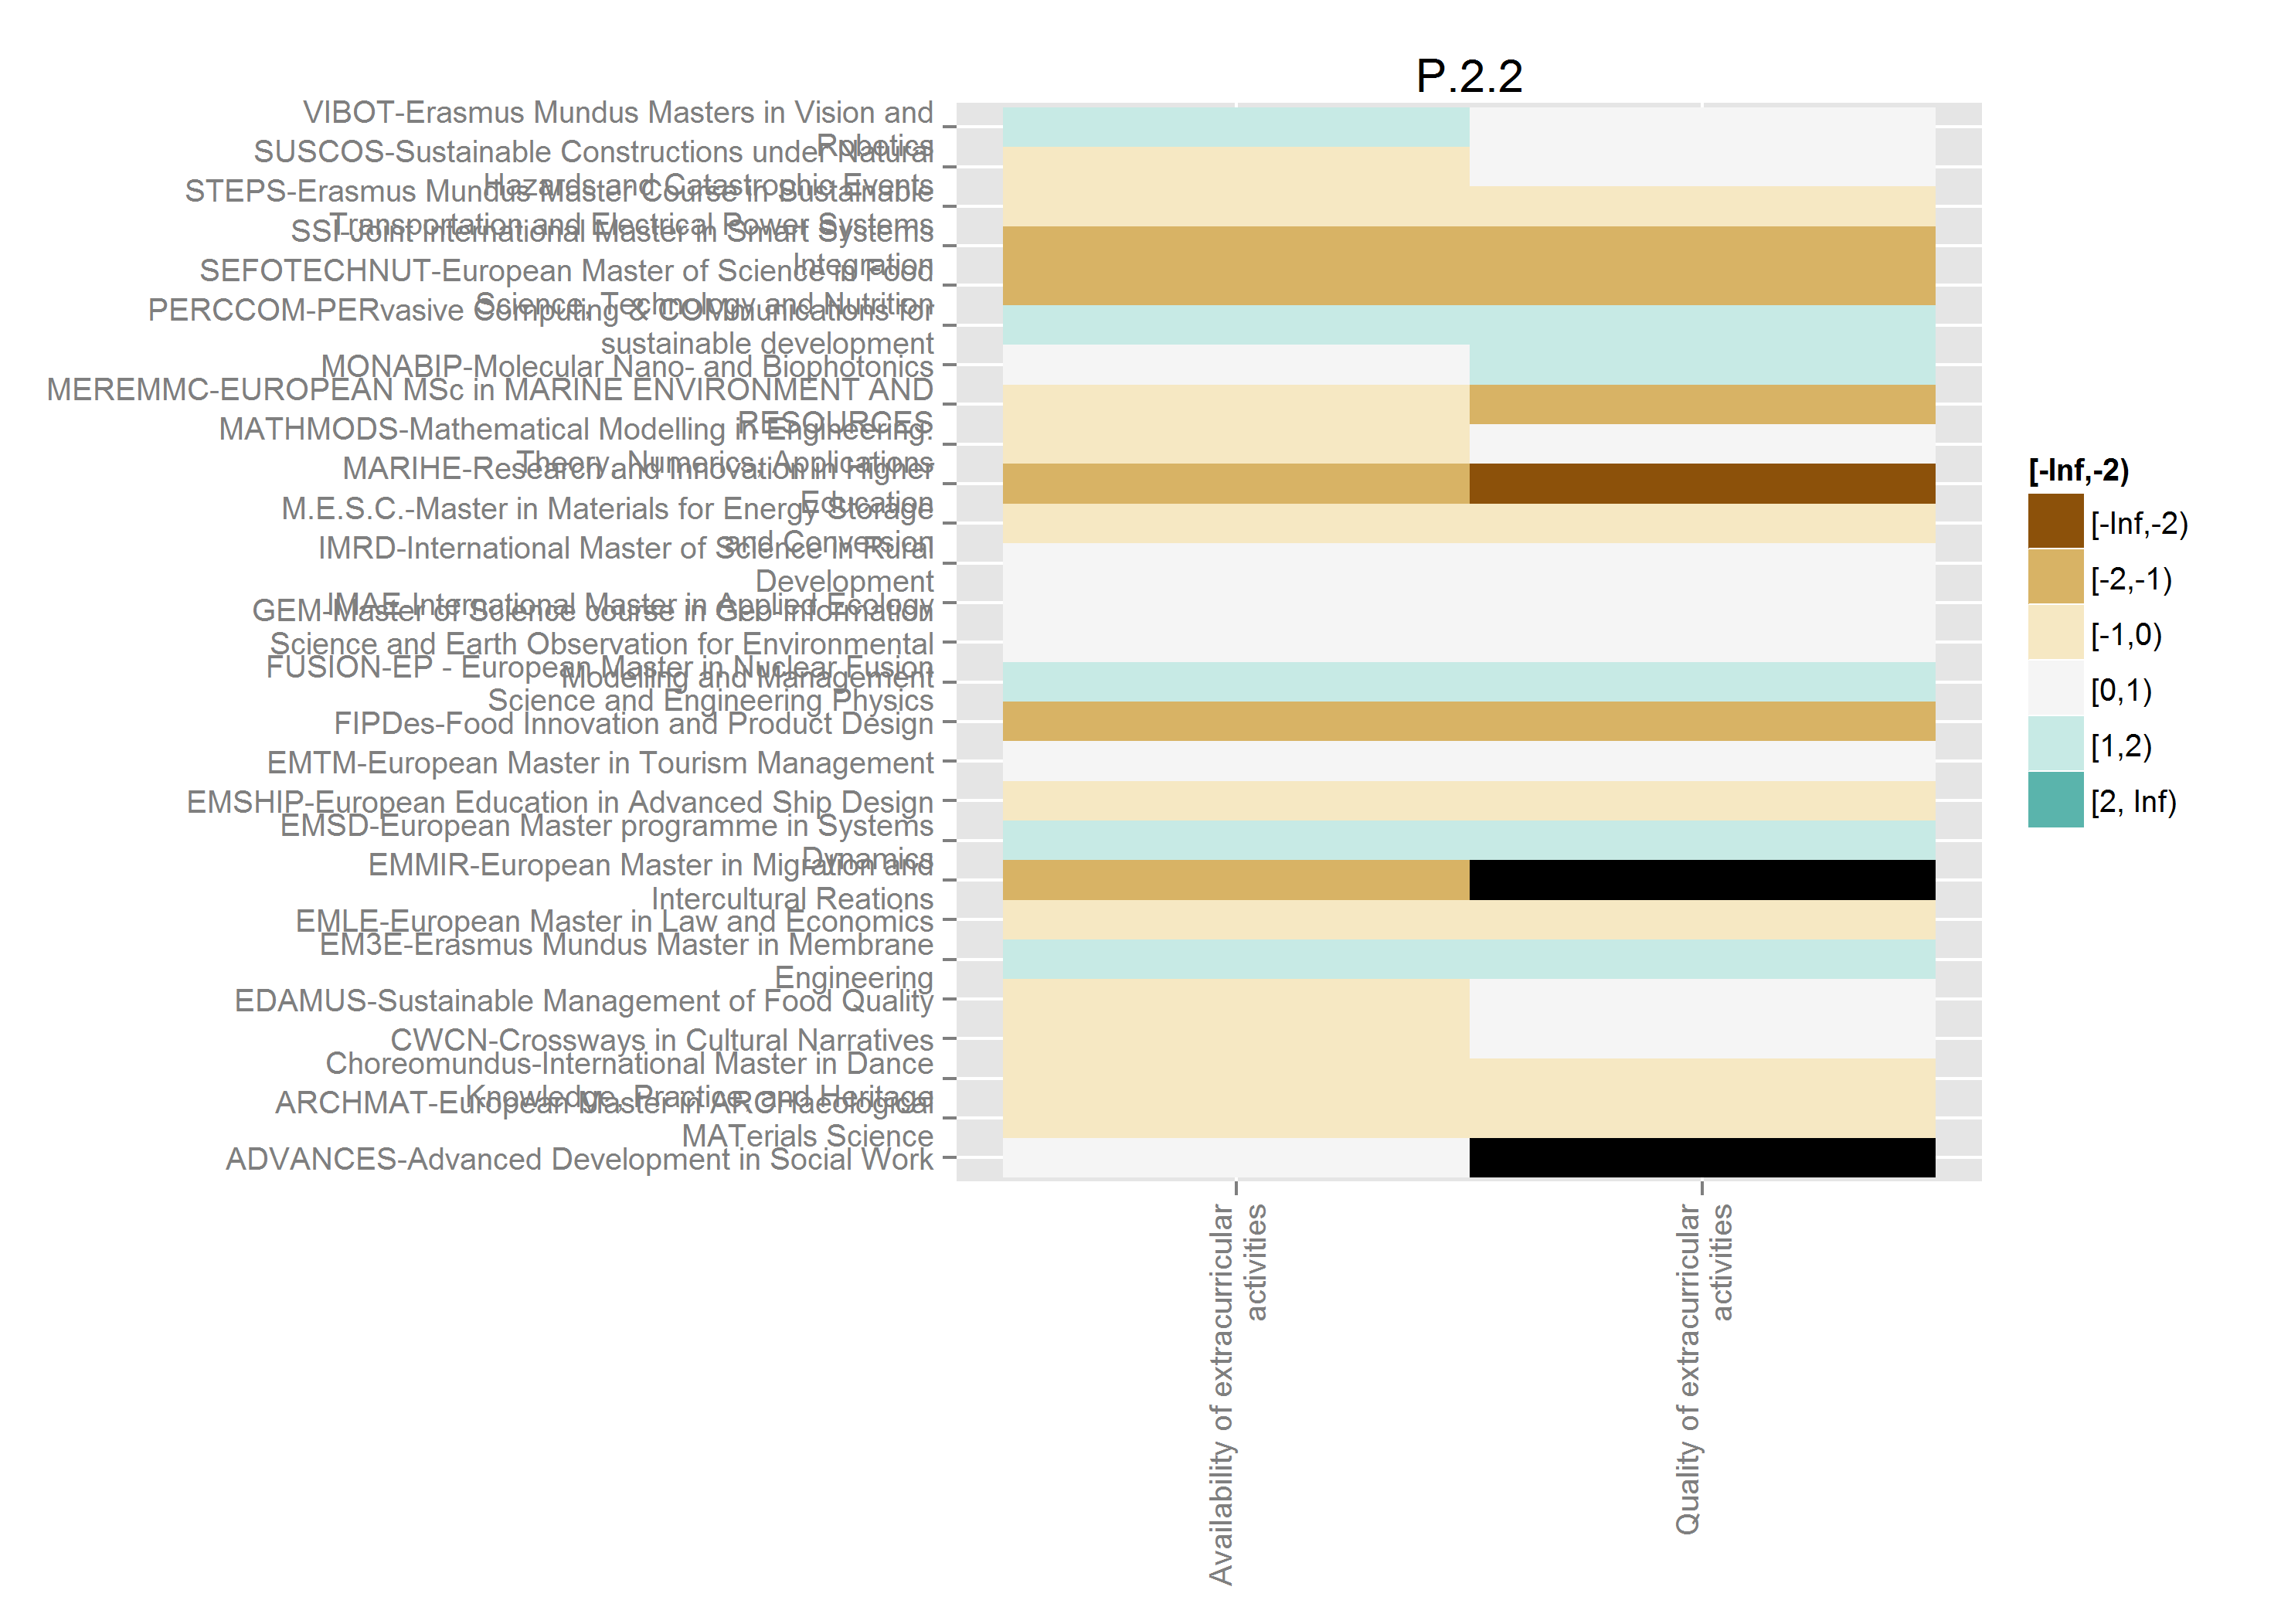 P.2.2
VIBOT-Erasmus Mundus Masters in Vision and
Robotics
SUSCOS-Sustainable Constructions under Natural
Hazards and Catastrophic Events
STEPS-Erasmus Mundus Master Course in Sustainable
Transportation and Electrical Power Systems
SSI-Joint International Master in Smart Systems
Integration
SEFOTECHNUT-European Master of Science in Food
Science, Technology and Nutrition
PERCCOM-PERvasive Computing & COMmunications for
sustainable development
MONABIP-Molecular Nano- and Biophotonics
MEREMMC-EUROPEAN MSc in MARINE ENVIRONMENT AND
RESOURCES
MATHMODS-Mathematical Modelling in Engineering:
Theory, Numerics, Applications
MARIHE-Research and Innovation in Higher
Education
M.E.S.C.-Master in Materials for Energy Storage
and Conversion
IMRD-International Master of Science in Rural
Development
IMAE-International Master in Applied Ecology
GEM-Master of Science course in Geo-information
Science and Earth Observation for Environmental
Modelling and Management
FUSION-EP - European Master in Nuclear Fusion
Science and Engineering Physics
FIPDes-Food Innovation and Product Design
EMTM-European Master in Tourism Management
EMSHIP-European Education in Advanced Ship Design
EMSD-European Master programme in Systems
Dynamics
EMMIR-European Master in Migration and
Intercultural Reations
EMLE-European Master in Law and Economics
EM3E-Erasmus Mundus Master in Membrane
Engineering
EDAMUS-Sustainable Management of Food Quality
CWCN-Crossways in Cultural Narratives
Choreomundus-International Master in Dance
Knowledge, Practice, and Heritage
ARCHMAT-European Master in ARCHaeological
MATerials Science
ADVANCES-Advanced Development in Social Work
Availability of extracurricular
activities
Quality of extracurricular
activities
[-Inf,-2)
[-Inf,-2)
[-2,-1)
[-1,0)
[0,1)
[1,2)
[2, Inf)